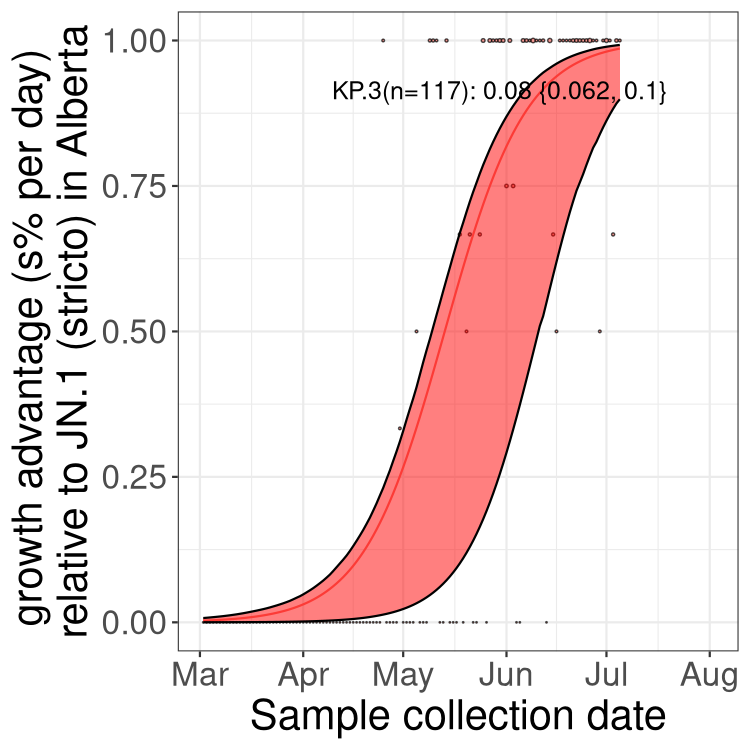 growth advantage (s% per day)
relative to JN.1 (stricto) in Alberta
1.00
0.75
0.50
0.25
0.00
KP.3(n=117): 0.08 {0.062, 0.1}
Mar Apr May Jun Jul Aug
Sample collection date